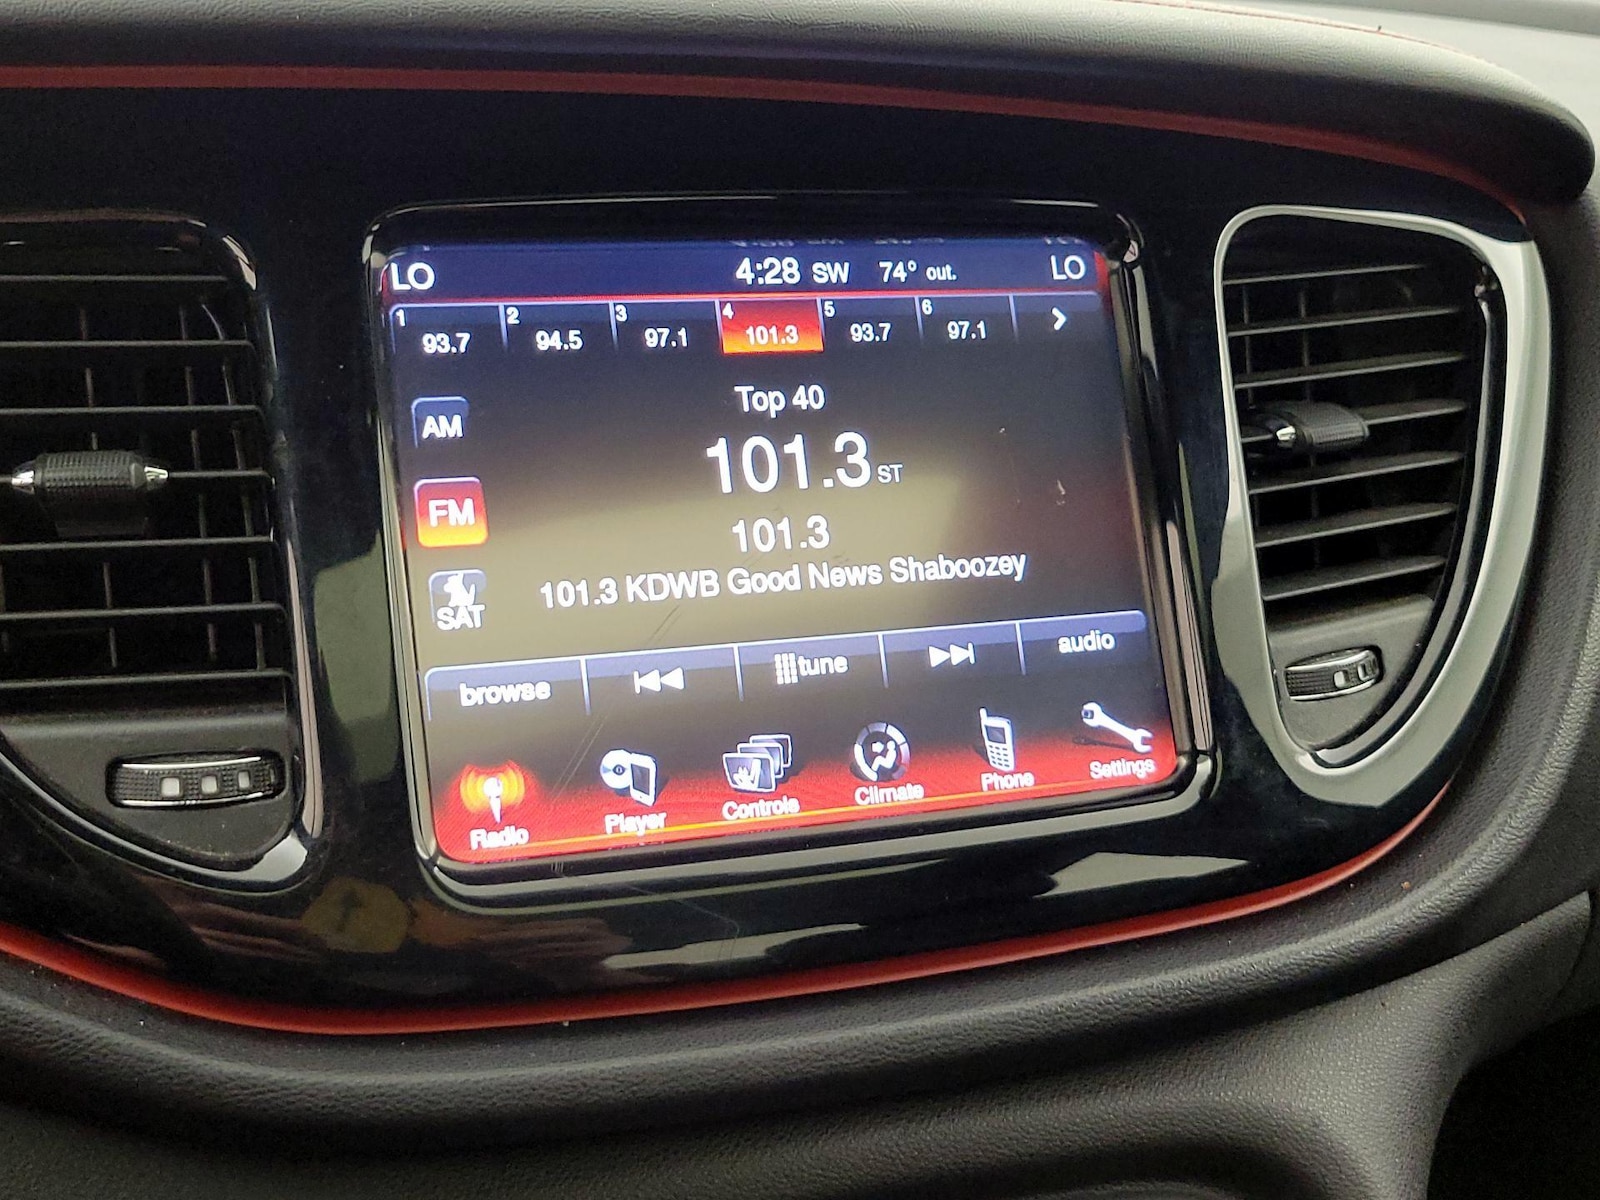 LO 4:28 SW 74° out. LO
1 93.7 2 94.5 3 97.1 4 101.3 5 93.7 6 97.1
Top 40
AM
101.3 ST
FM
101.3
101.3 KDWB Good News Shaboozey
SAT
browse tune audio
Radio Player Controls Climate Phone Settings